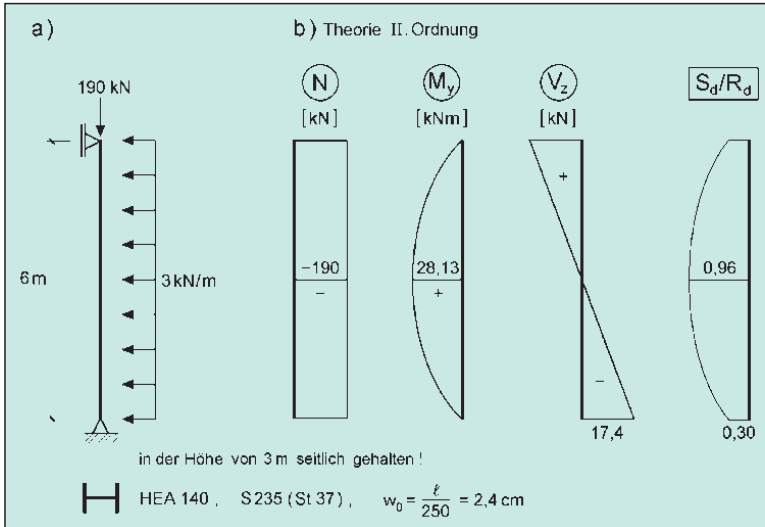 a)
b) Theorie II. Ordnung
190 kN
N
[kN]
M_y
[kNm]
V_z
[kN]
S_d/R_d
+
6 m
3 kN/m
−190
−
28,13
+
0,96
−
17,4
0,30
in der Höhe von 3 m seitlich gehalten !
HEA 140 , S 235 (St 37) , w_0 = ℓ/250 = 2,4 cm